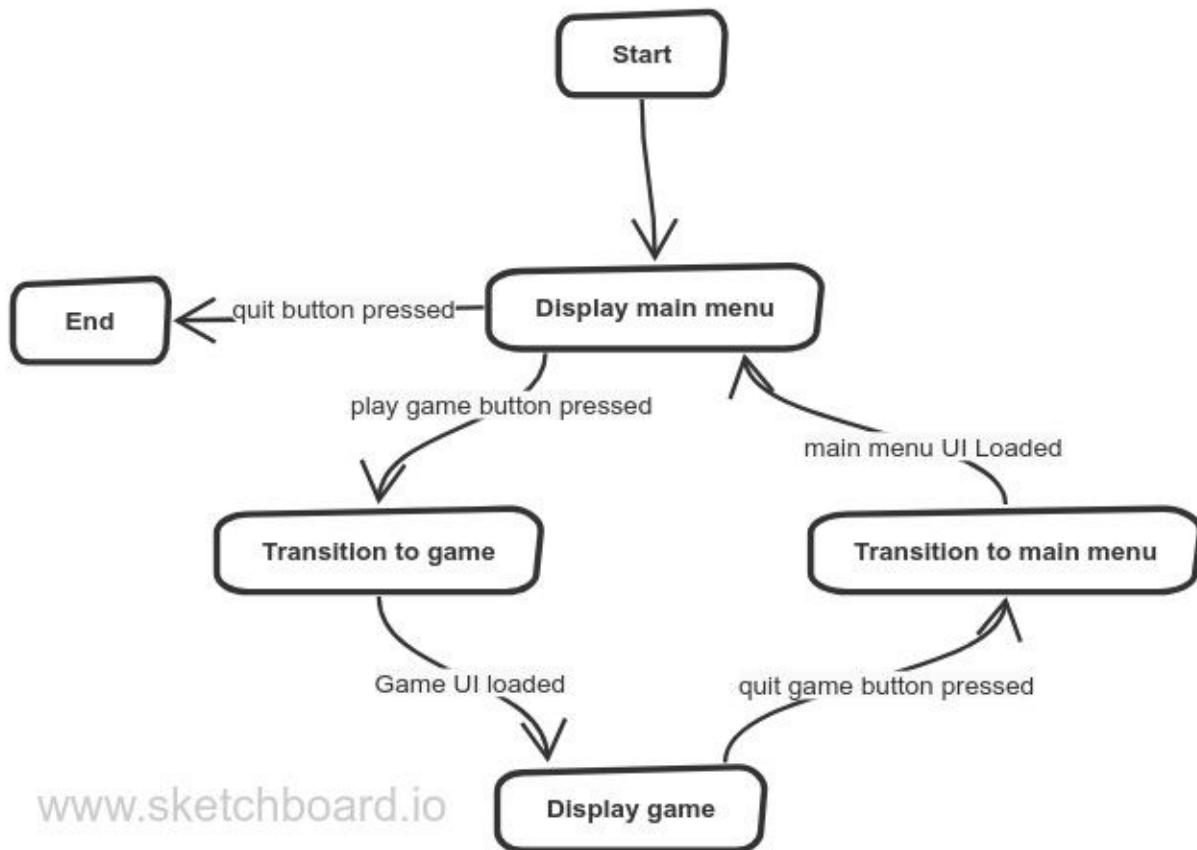 Start
End
quit button pressed
Display main menu
play game button pressed
main menu UI Loaded
Transition to game
Transition to main menu
Game UI loaded
quit game button pressed
www.sketchboard.io
Display game